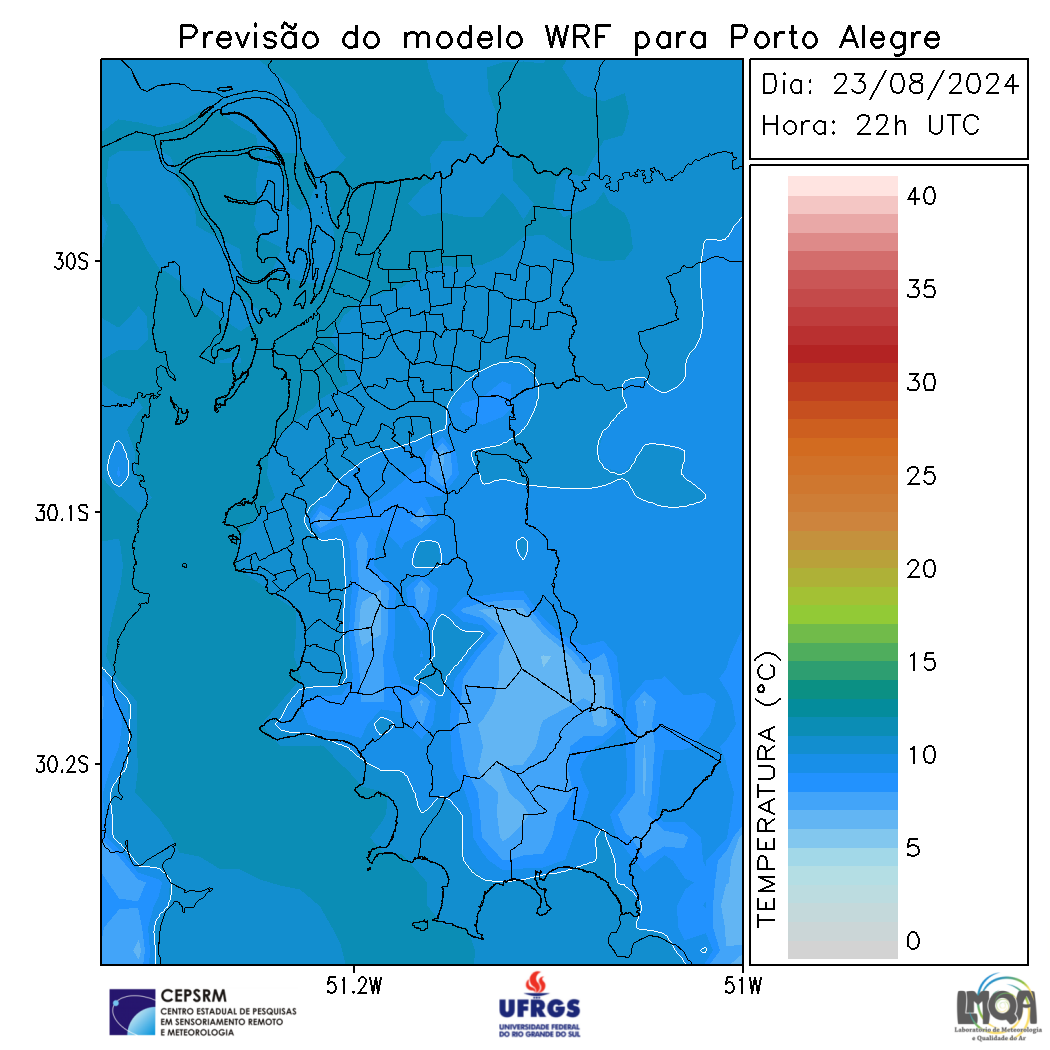 Previsão do modelo WRF para Porto Alegre
Dia: 23/08/2024
Hora: 22h UTC
40
35
30
25
20
15
10
5
0
TEMPERATURA (°C)
30S
30.1S
30.2S
51.2W
51W
CEPSRM
CENTRO ESTADUAL DE PESQUISAS
EM SENSORIAMENTO REMOTO
E METEOROLOGIA
UFRGS
UNIVERSIDADE FEDERAL
DO RIO GRANDE DO SUL
LMQA
Laboratório de Meteorologia
e Qualidade do Ar